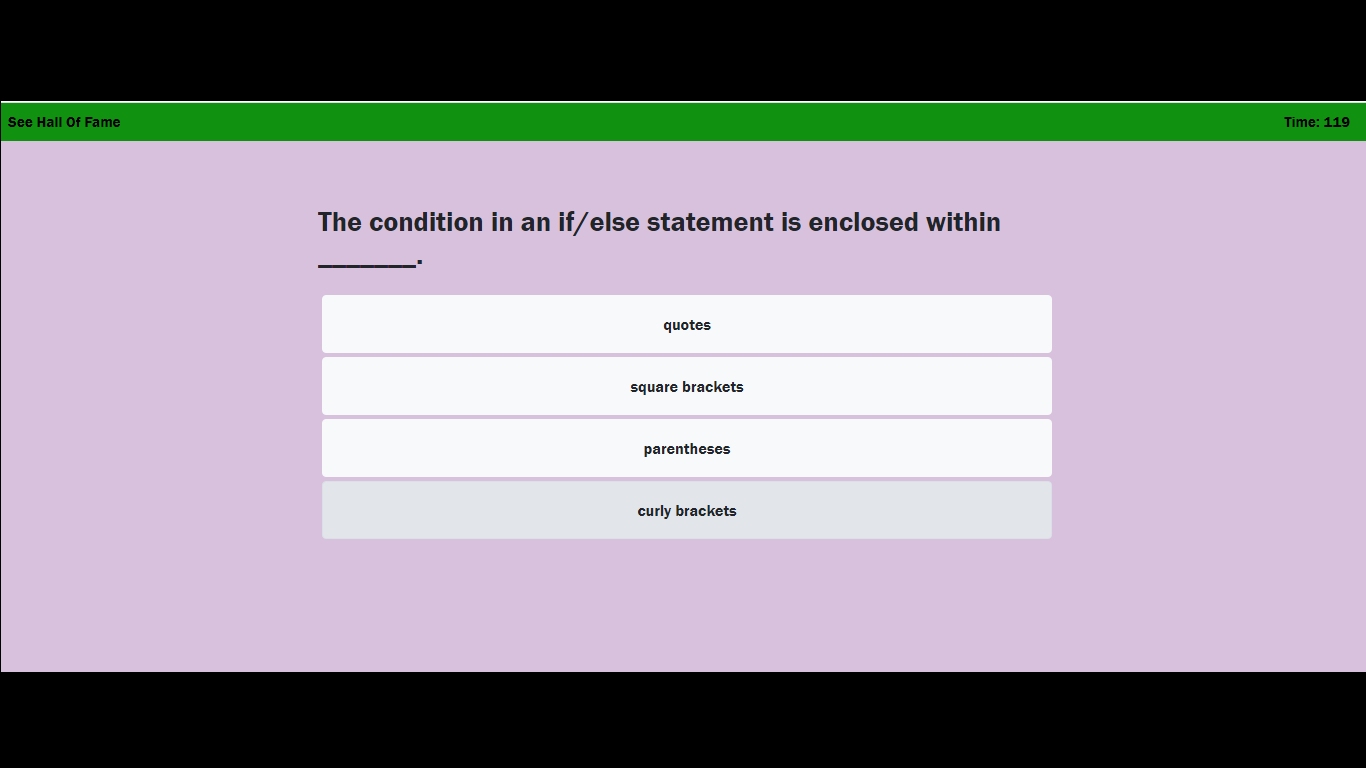 See Hall Of Fame
Time: 119
The condition in an if/else statement is enclosed within
_______.
quotes
square brackets
parentheses
curly brackets